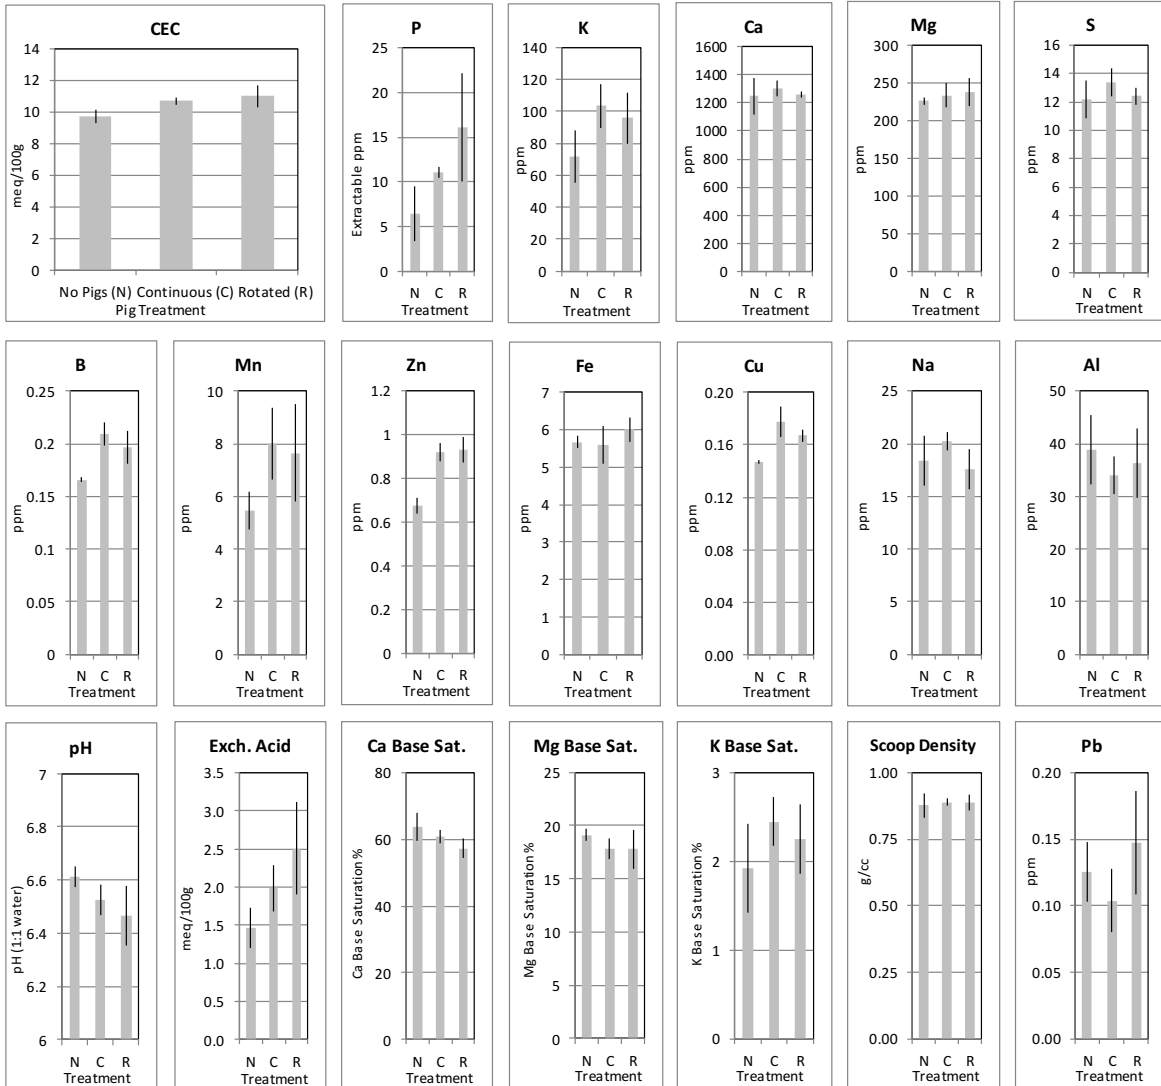 CEC
meq/100g
14
12
10
8
6
4
2
0
No Pigs (N) Continuous (C) Rotated (R)
Pig Treatment
P
Extractable ppm
25
20
15
10
5
0
N C R
Treatment
K
ppm
140
120
100
80
60
40
20
0
N C R
Treatment
Ca
ppm
1600
1400
1200
1000
800
600
400
200
0
N C R
Treatment
Mg
ppm
300
250
200
150
100
50
0
N C R
Treatment
S
ppm
16
14
12
10
8
6
4
2
0
N C R
Treatment
B
ppm
0.25
0.2
0.15
0.1
0.05
0
N C R
Treatment
Mn
ppm
10
8
6
4
2
0
N C R
Treatment
Zn
ppm
1.2
1
0.8
0.6
0.4
0.2
0
N C R
Treatment
Fe
ppm
7
6
5
4
3
2
1
0
N C R
Treatment
Cu
ppm
0.20
0.16
0.12
0.08
0.04
0.00
N C R
Treatment
Na
ppm
25
20
15
10
5
0
N C R
Treatment
Al
ppm
50
40
30
20
10
0
N C R
Treatment
pH
pH (1:1 water)
7
6.8
6.6
6.4
6.2
6
N C R
Treatment
Exch. Acid
meq/100g
3.5
3.0
2.5
2.0
1.5
1.0
0.5
0.0
N C R
Treatment
Ca Base Sat.
Ca Base Saturation %
80
60
40
20
0
N C R
Treatment
Mg Base Sat.
Mg Base Saturation %
25
20
15
10
5
0
N C R
Treatment
K Base Sat.
K Base Saturation %
3
2
1
0
N C R
Treatment
Scoop Density
g/cc
1.00
0.75
0.50
0.25
0.00
N C R
Treatment
Pb
ppm
0.20
0.15
0.10
0.05
0.00
N C R
Treatment